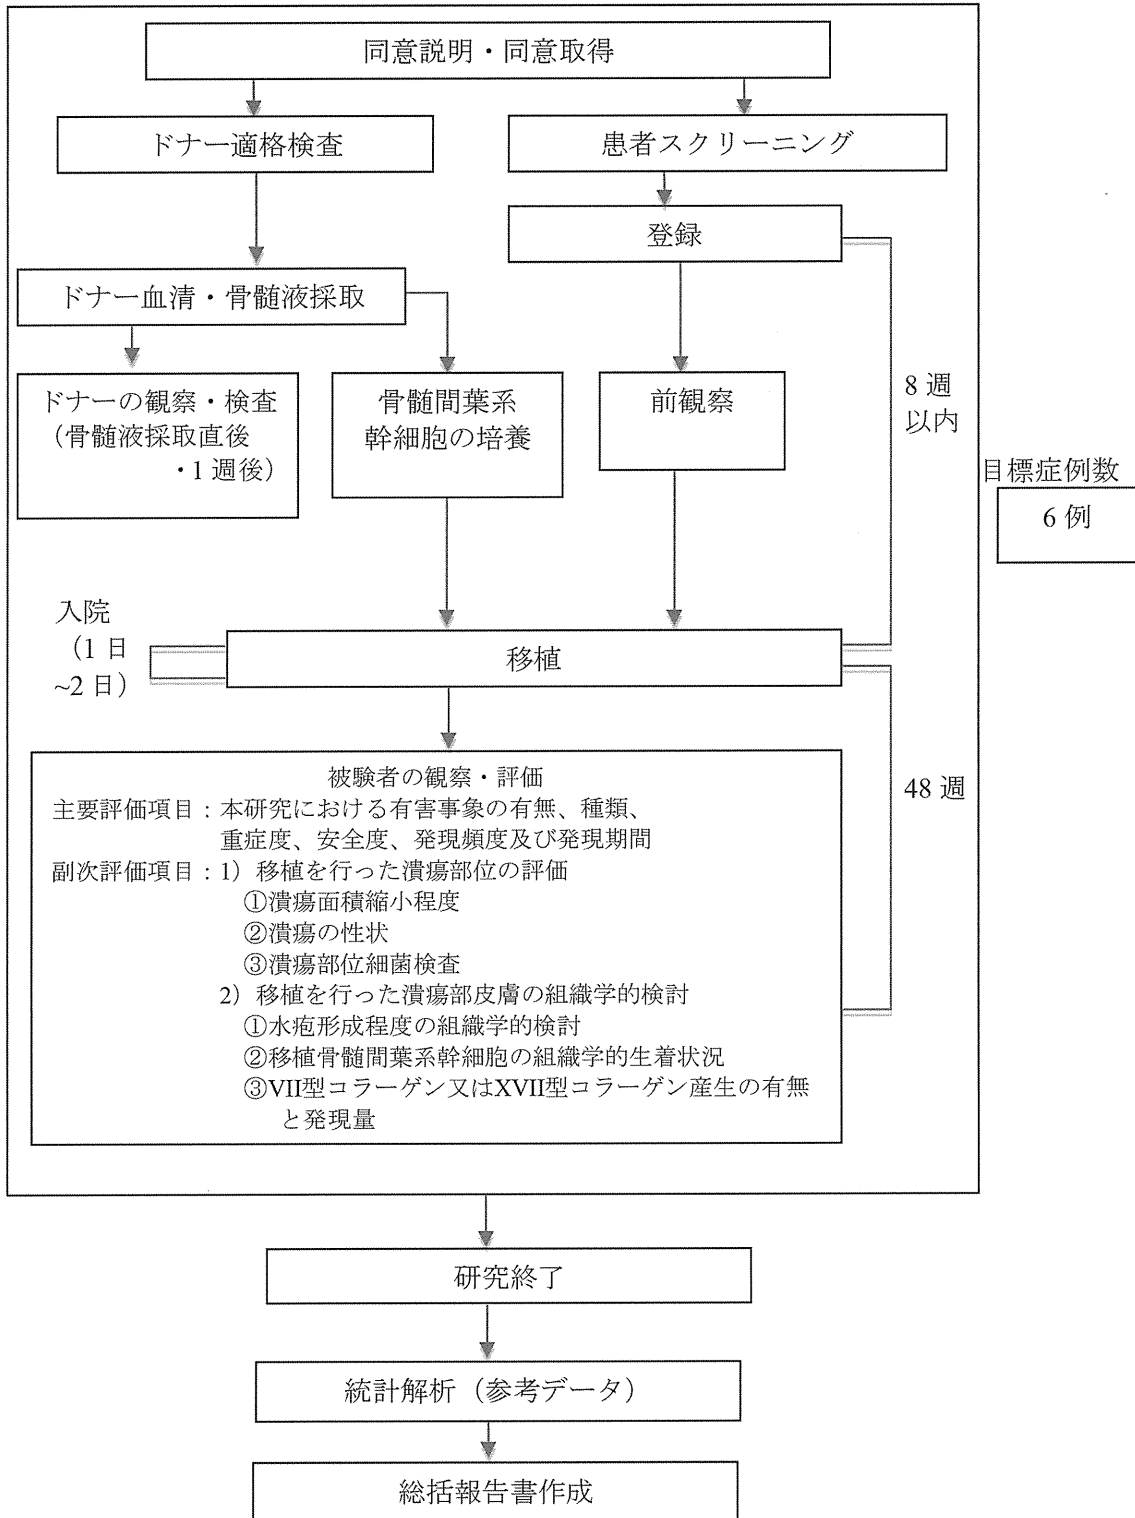 同意説明・同意取得
ドナー適格検査
患者スクリーニング
登録
ドナー血清・骨髄液採取
ドナーの観察・検査
（骨髄液採取直後
・1 週後）
骨髄間葉系
幹細胞の培養
前観察
8 週
以内
目標症例数
6 例
入院
（1 日
~2 日）
移植
被験者の観察・評価
主要評価項目：本研究における有害事象の有無、種類、
重症度、安全度、発現頻度及び発現期間
副次評価項目：1）移植を行った潰瘍部位の評価
①潰瘍面積縮小程度
②潰瘍の性状
③潰瘍部位細菌検査
2）移植を行った潰瘍部皮膚の組織学的検討
①水疱形成程度の組織学的検討
②移植骨髄間葉系幹細胞の組織学的生着状況
③VII型コラーゲン又はXVII型コラーゲン産生の有無
と発現量
48 週
研究終了
統計解析（参考データ）
総括報告書作成